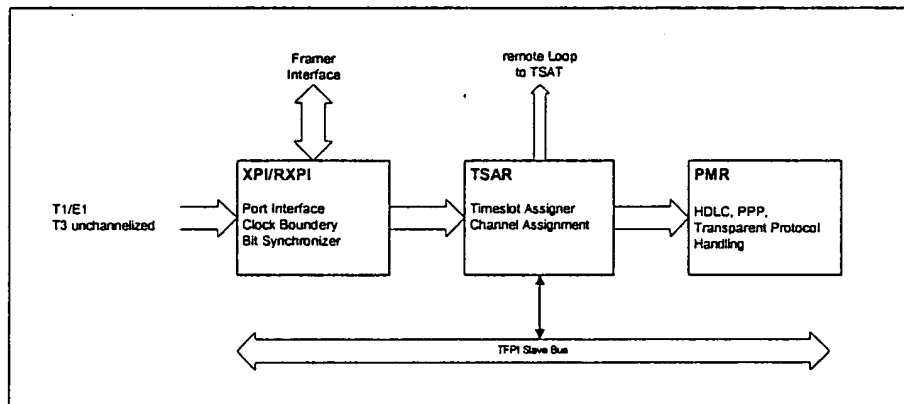 Framer
Interface
remote Loop
to TSAT
T1/E1
T3 unchannelized
XPI/RXPI
Port Interface
Clock Boundary
Bit Synchronizer
TSAR
Timeslot Assigner
Channel Assignment
PMR
HDLC, PPP,
Transparent Protocol
Handling
TFPI Slave Bus